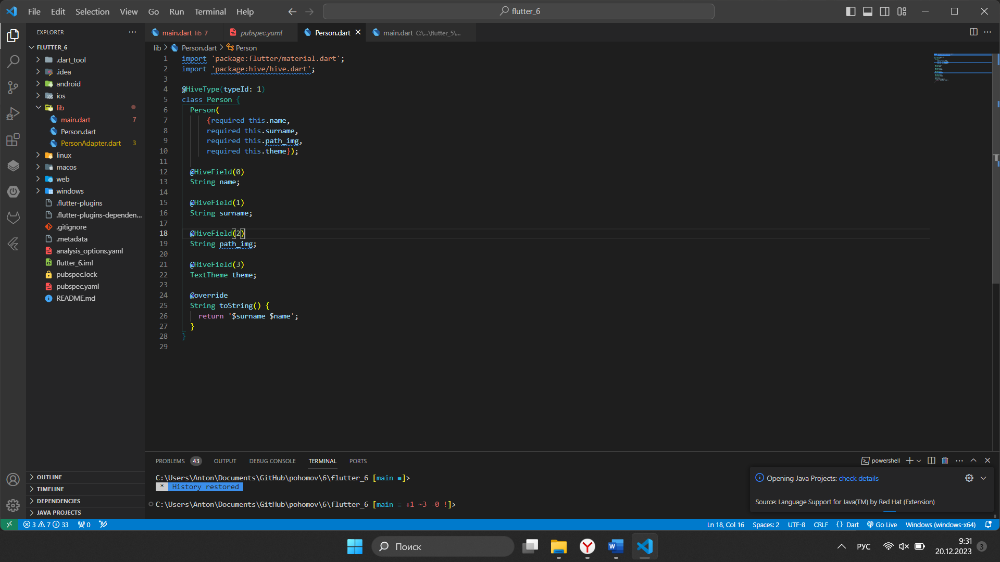 File Edit Selection View Go Run Terminal Help
flutter_6
EXPLORER
FLUTTER_6
.dart_tool
.idea
android
ios
lib
main.dart 7
Person.dart
PersonAdapter.dart 3
linux
macos
web
windows
.flutter-plugins
.flutter-plugins-dependen...
.gitignore
.metadata
analysis_options.yaml
flutter_6.iml
pubspec.lock
pubspec.yaml
README.md
OUTLINE
TIMELINE
DEPENDENCIES
JAVA PROJECTS
main.dart lib 7 pubspec.yaml Person.dart main.dart C:\...\flutter_5\...
lib > Person.dart > Person
1 import 'package:flutter/material.dart';
2 import 'package:hive/hive.dart';
3
4 @HiveType(typeId: 1)
5 class Person {
6 Person(
7 {required this.name,
8 required this.surname,
9 required this.path_img,
10 required this.theme});
11
12 @HiveField(0)
13 String name;
14
15 @HiveField(1)
16 String surname;
17
18 @HiveField(2)
19 String path_img;
20
21 @HiveField(3)
22 TextTheme theme;
23
24 @override
25 String toString() {
26 return '$surname $name';
27 }
28 }
29
PROBLEMS 43 OUTPUT DEBUG CONSOLE TERMINAL PORTS
powershell
C:\Users\Anton\Documents\GitHub\pohomov\6\flutter_6 [main ≡]>
* History restored
C:\Users\Anton\Documents\GitHub\pohomov\6\flutter_6 [main ≡ +1 ~3 -0 !]>
Opening Java Projects: check details
Source: Language Support for Java(TM) by Red Hat (Extension)
3 7 33 0
Ln 18, Col 16 Spaces: 2 UTF-8 CRLF {} Dart Go Live Windows (windows-x64)
Поиск
РУС
9:31
20.12.2023
3